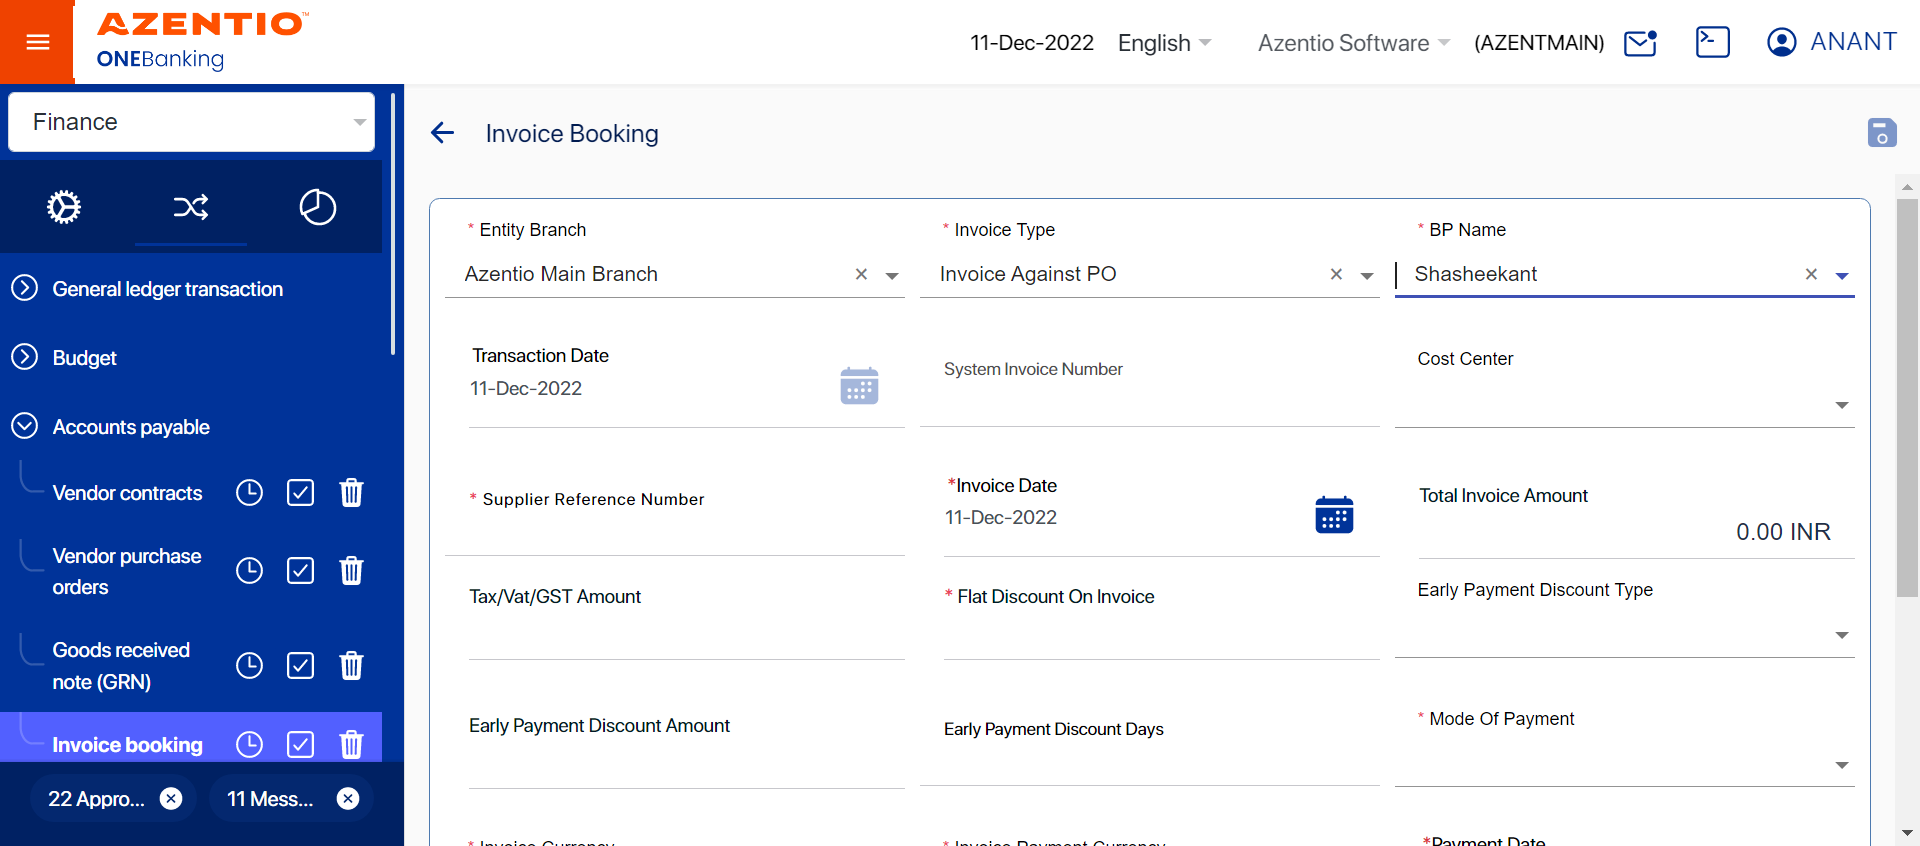 AZENTIO™
ONEBanking
11-Dec-2022
English
Azentio Software
(AZENTMAIN)
ANANT
Finance
General ledger transaction
Budget
Accounts payable
Vendor contracts
Vendor purchase
orders
Goods received
note (GRN)
Invoice booking
22 Appro...
11 Mess...
Invoice Booking
* Entity Branch
Azentio Main Branch
* Invoice Type
Invoice Against PO
* BP Name
Shasheekant
Transaction Date
11-Dec-2022
System Invoice Number
Cost Center
* Supplier Reference Number
*Invoice Date
11-Dec-2022
Total Invoice Amount
0.00 INR
Tax/Vat/GST Amount
* Flat Discount On Invoice
Early Payment Discount Type
Early Payment Discount Amount
Early Payment Discount Days
* Mode Of Payment
* Invoice Currency
* Invoice Payment Currency
*Payment Date